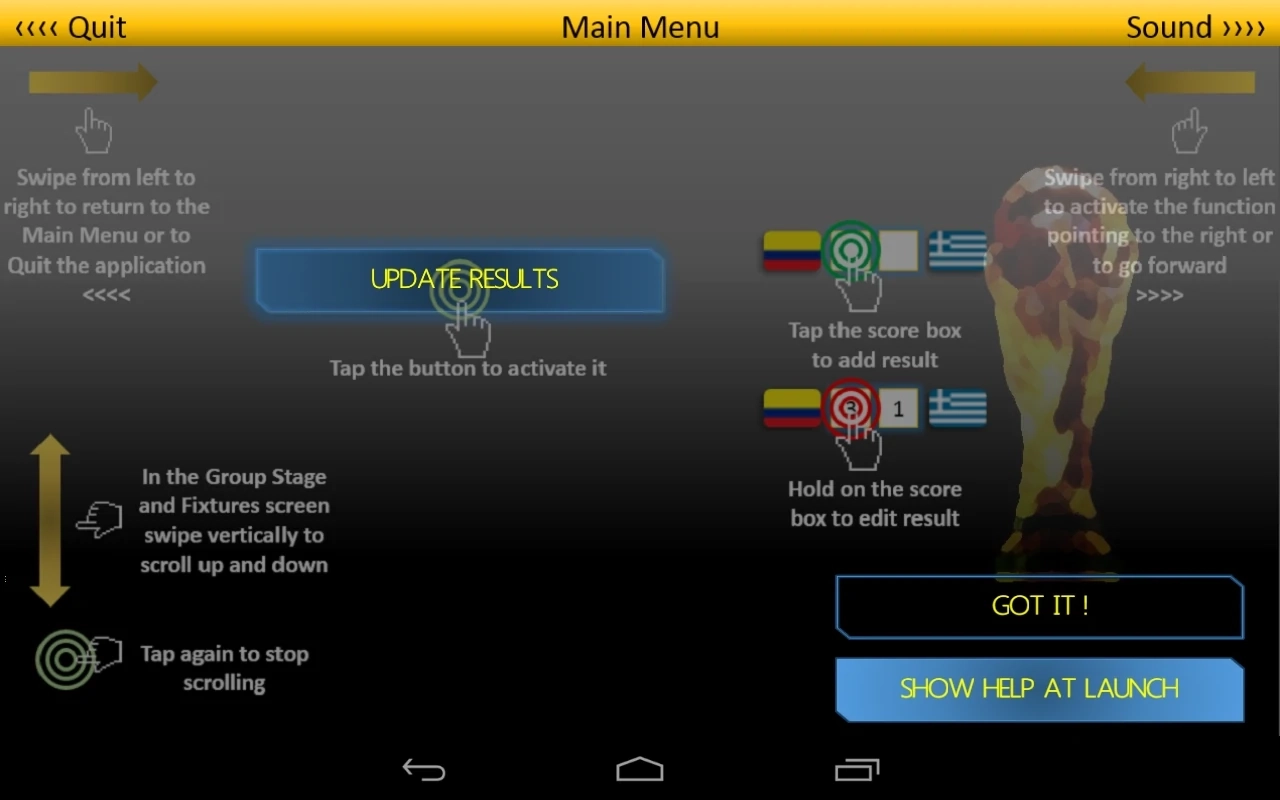 ‹‹‹‹ Quit
Main Menu
Sound ››››
Swipe from left to
right to return to the
Main Menu or to
Quit the application
<<<<
Swipe from right to left
to activate the function
pointing to the right or
to go forward
>>>>
UPDATE RESULTS
Tap the button to activate it
Tap the score box
to add result
3 1
Hold on the score
box to edit result
In the Group Stage
and Fixtures screen
swipe vertically to
scroll up and down
Tap again to stop
scrolling
GOT IT !
SHOW HELP AT LAUNCH